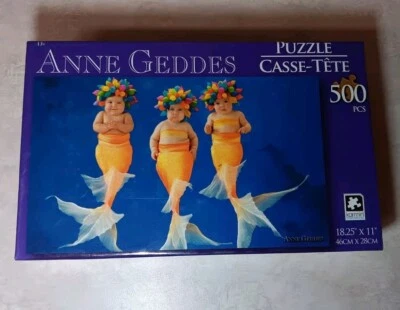 ANNE GEDDES
PUZZLE
CASSE-TÊTE
500
PCS
ANNE GEDDES
18.25" X 11"
46CM X 28CM